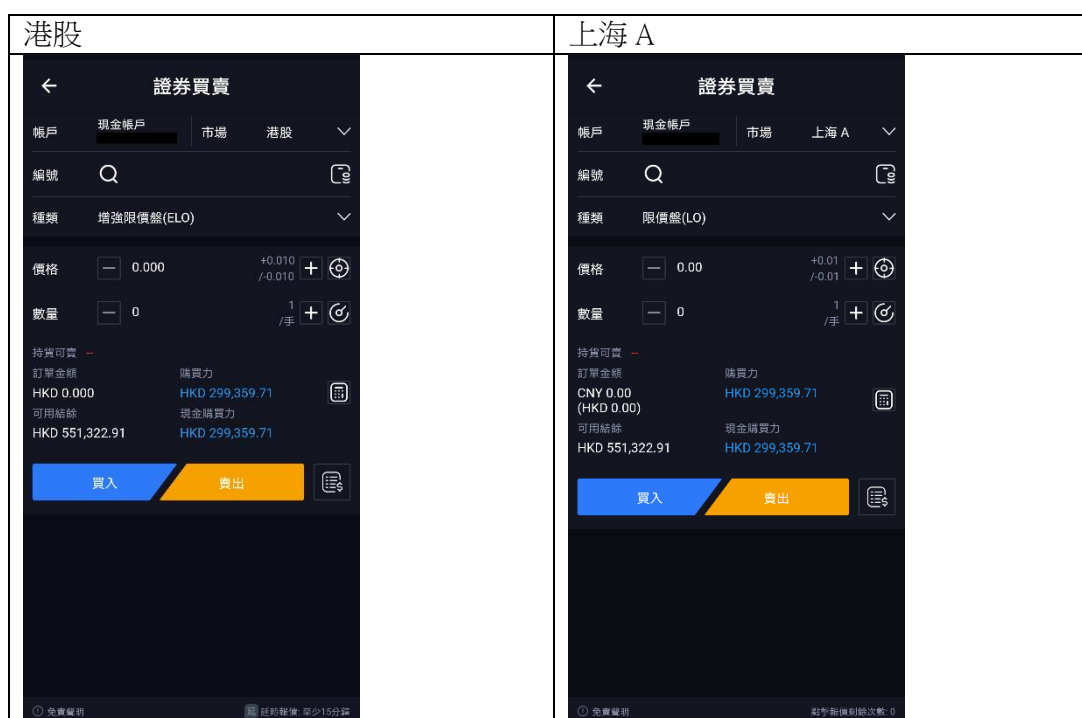 港股
證券買賣
帳戶 現金帳戶 市場 港股
編號
種類 增強限價盤(ELO)
價格 0.000 +0.010
/-0.010
數量 0 1
/手
持貨可賣 --
訂單金額 購買力
HKD 0.000 HKD 299,359.71
可用結餘 現金購買力
HKD 551,322.91 HKD 299,359.71
買入 賣出
免責聲明 延時報價: 至少15分鐘
上海 A
證券買賣
帳戶 現金帳戶 市場 上海 A
編號
種類 限價盤(LO)
價格 0.00 +0.01
/-0.01
數量 0 1
/手
持貨可賣 --
訂單金額 購買力
CNY 0.00 HKD 299,359.71
(HKD 0.00)
可用結餘 現金購買力
HKD 551,322.91 HKD 299,359.71
買入 賣出
免責聲明 點擊報價剩餘次數: 0